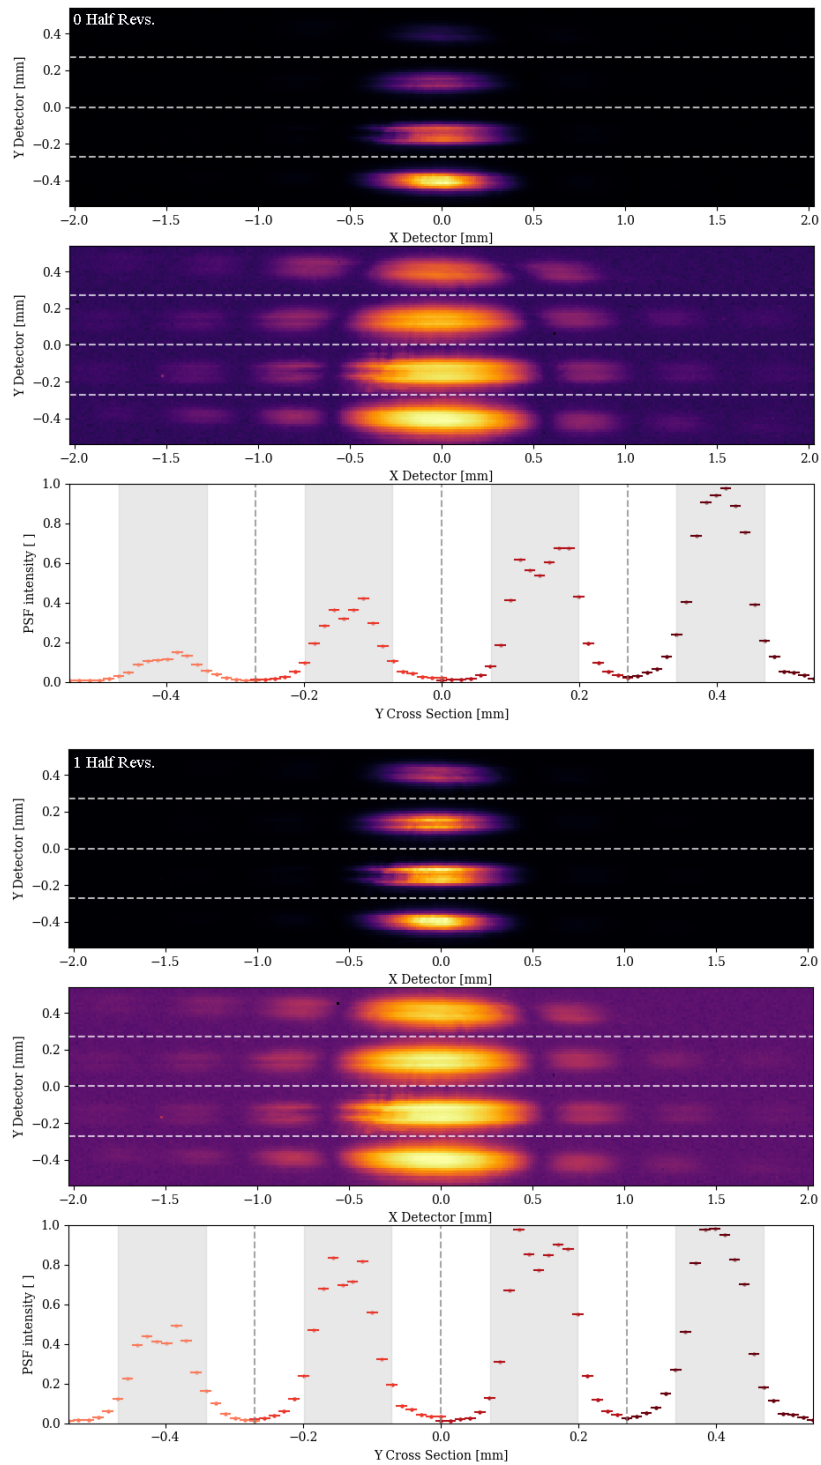 0 Half Revs.
0.4
0.2
0.0
−0.2
−0.4
Y Detector [mm]
−2.0 −1.5 −1.0 −0.5 0.0 0.5 1.0 1.5 2.0
X Detector [mm]
0.4
0.2
0.0
−0.2
−0.4
Y Detector [mm]
−2.0 −1.5 −1.0 −0.5 0.0 0.5 1.0 1.5 2.0
X Detector [mm]
1.0
0.8
0.6
0.4
0.2
0.0
PSF intensity [ ]
−0.4 −0.2 0.0 0.2 0.4
Y Cross Section [mm]
1 Half Revs.
0.4
0.2
0.0
−0.2
−0.4
Y Detector [mm]
−2.0 −1.5 −1.0 −0.5 0.0 0.5 1.0 1.5 2.0
X Detector [mm]
0.4
0.2
0.0
−0.2
−0.4
Y Detector [mm]
−2.0 −1.5 −1.0 −0.5 0.0 0.5 1.0 1.5 2.0
X Detector [mm]
1.0
0.8
0.6
0.4
0.2
0.0
PSF intensity [ ]
−0.4 −0.2 0.0 0.2 0.4
Y Cross Section [mm]